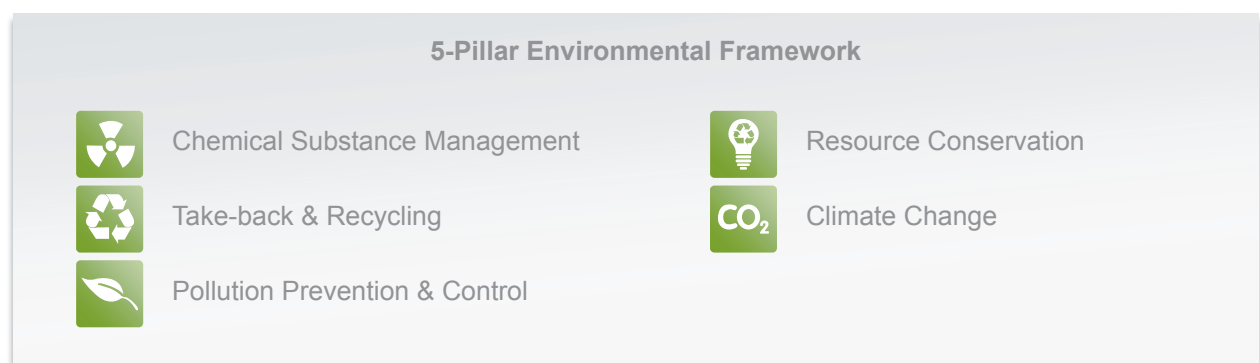 5-Pillar Environmental Framework
Chemical Substance Management
Take-back & Recycling
Pollution Prevention & Control
Resource Conservation
CO₂ Climate Change